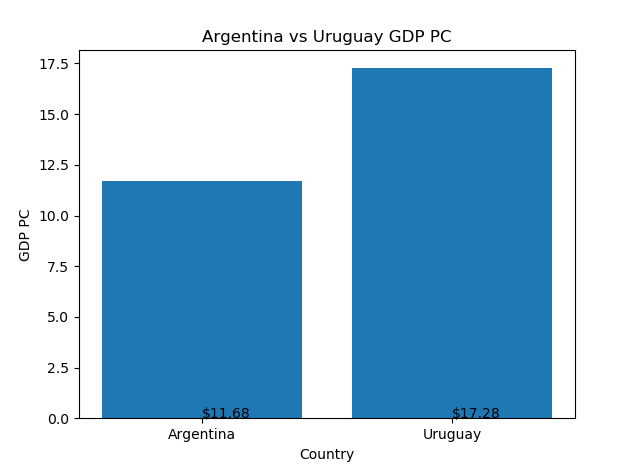 Argentina vs Uruguay GDP PC
GDP PC
17.5
15.0
12.5
10.0
7.5
5.0
2.5
0.0
$11.68
$17.28
Argentina
Uruguay
Country